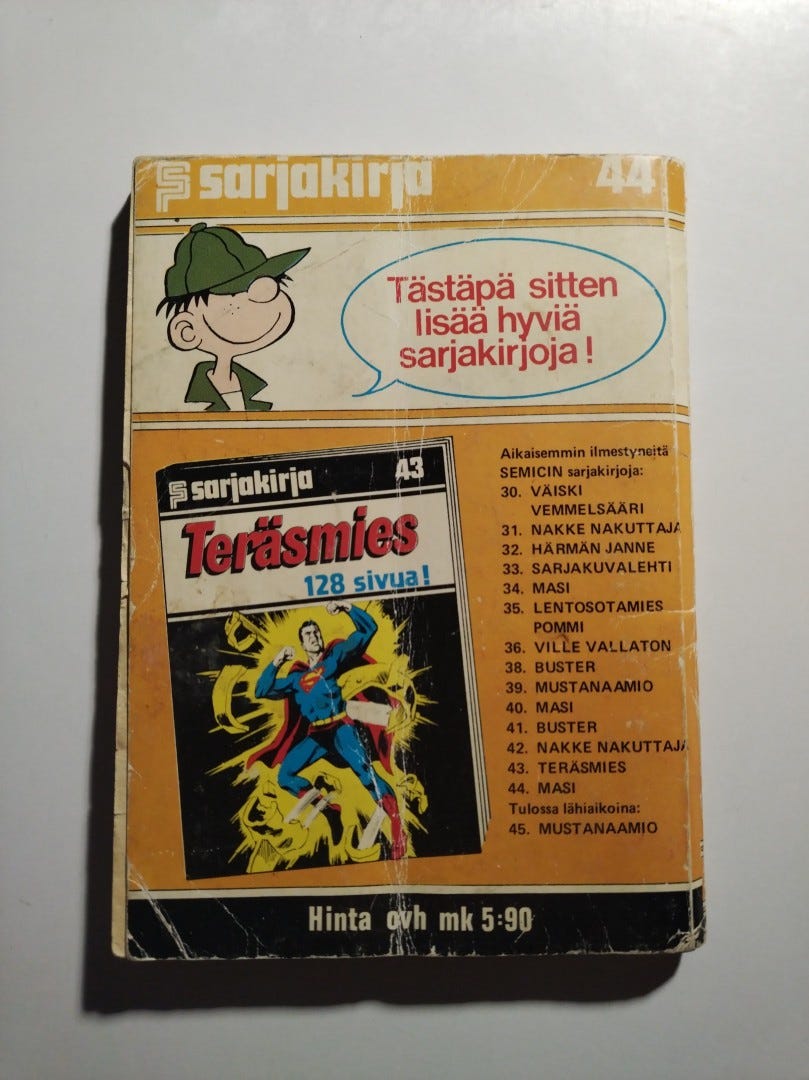 sarjakirja 44
Tästäpä sitten
lisää hyviä
sarjakirjoja!
sarjakirja 43
Teräsmies
128 sivua!
Aikaisemmin ilmestyneitä
SEMICIN sarjakirjoja:
30. VÄISKI
VEMMELSÄÄRI
31. NAKKE NAKUTTAJA
32. HÄRMÄN JANNE
33. SARJAKUVALEHTI
34. MASI
35. LENTOSOTAMIES
POMMI
36. VILLE VALLATON
38. BUSTER
39. MUSTANAAMIO
40. MASI
41. BUSTER
42. NAKKE NAKUTTAJA
43. TERÄSMIES
44. MASI
Tulossa lähiaikoina:
45. MUSTANAAMIO
Hinta ovh mk 5:90